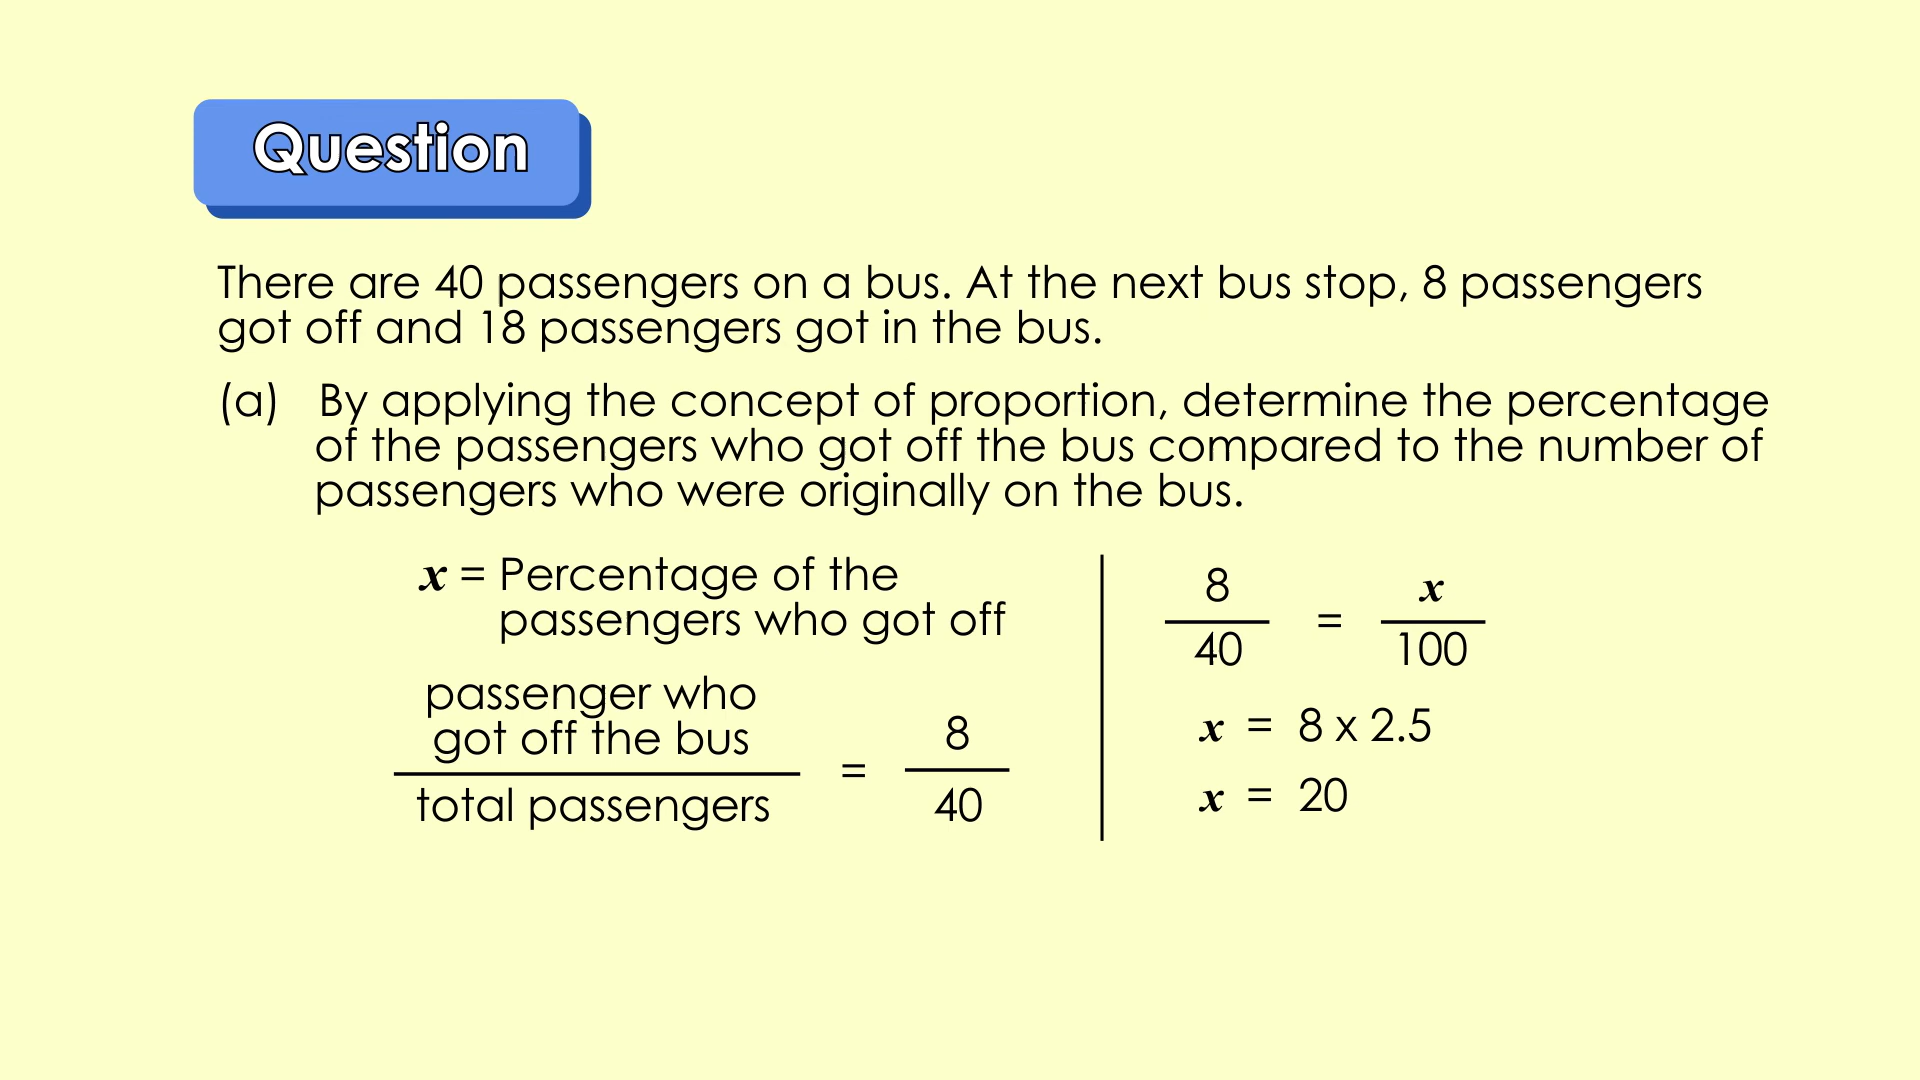 Question
There are 40 passengers on a bus. At the next bus stop, 8 passengers
got off and 18 passengers got in the bus.
(a) By applying the concept of proportion, determine the percentage
of the passengers who got off the bus compared to the number of
passengers who were originally on the bus.
x = Percentage of the
passengers who got off
passenger who
got off the bus
total passengers
=
8
40
8
40
=
x
100
x = 8 x 2.5
x = 20